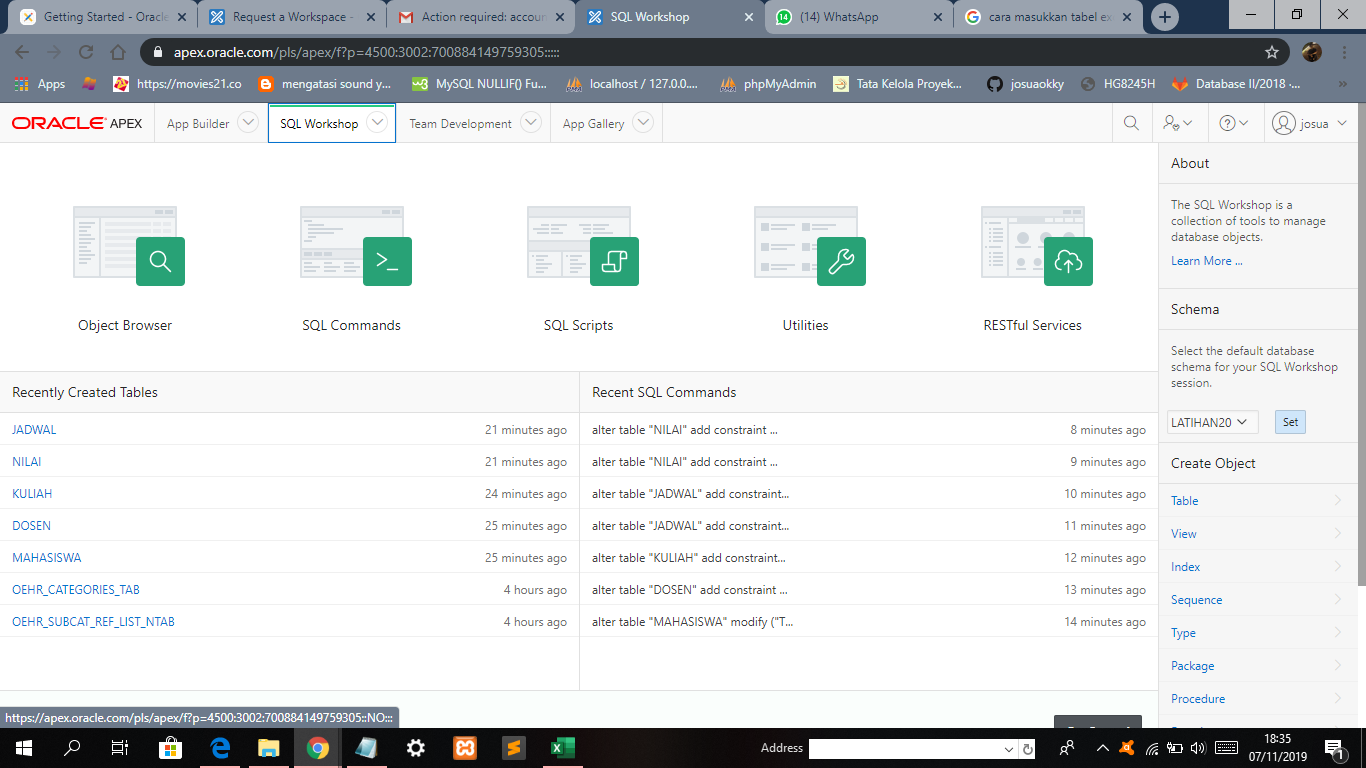 Getting Started - Oracle
Request a Workspace -
Action required: accoun
SQL Workshop
(14) WhatsApp
cara masukkan tabel ex
apex.oracle.com/pls/apex/f?p=4500:3002:700884149759305:::::
Apps
https://movies21.co
mengatasi sound y...
MySQL NULLIF() Fu...
localhost / 127.0.0....
phpMyAdmin
Tata Kelola Proyek...
josuaokky
HG8245H
Database II/2018 -...
»
ORACLE APEX
App Builder
SQL Workshop
Team Development
App Gallery
josua
Object Browser
SQL Commands
SQL Scripts
Utilities
RESTful Services
Recently Created Tables
JADWAL 21 minutes ago
NILAI 21 minutes ago
KULIAH 24 minutes ago
DOSEN 25 minutes ago
MAHASISWA 25 minutes ago
OEHR_CATEGORIES_TAB 4 hours ago
OEHR_SUBCAT_REF_LIST_NTAB 4 hours ago
Recent SQL Commands
alter table "NILAI" add constraint ... 8 minutes ago
alter table "NILAI" add constraint ... 9 minutes ago
alter table "JADWAL" add constraint... 10 minutes ago
alter table "JADWAL" add constraint... 11 minutes ago
alter table "KULIAH" add constraint... 12 minutes ago
alter table "DOSEN" add constraint ... 13 minutes ago
alter table "MAHASISWA" modify ("T... 14 minutes ago
About
The SQL Workshop is a
collection of tools to manage
database objects.
Learn More ...
Schema
Select the default database
schema for your SQL Workshop
session.
LATIHAN20
Set
Create Object
Table
View
Index
Sequence
Type
Package
Procedure
https://apex.oracle.com/pls/apex/f?p=4500:3002:700884149759305::NO:::
Address
18:35
07/11/2019
1